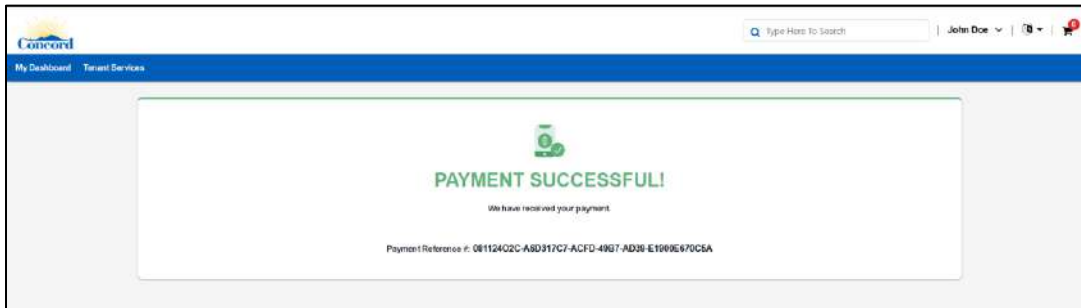 Concord
Type Here To Search
John Doe
0
My Dashboard Tenant Services
PAYMENT SUCCESSFUL!
We have received your payment.
Payment Reference #: